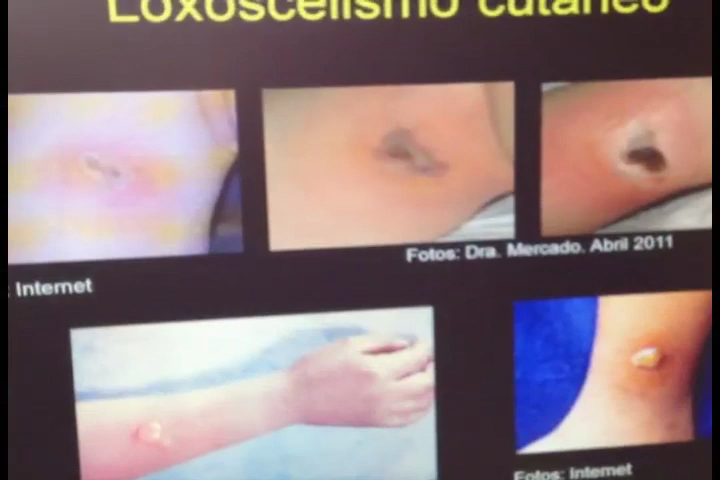 Loxoscelismo cutáneo
Fotos: Dra. Mercado. Abril 2011
: Internet
Fotos: Internet